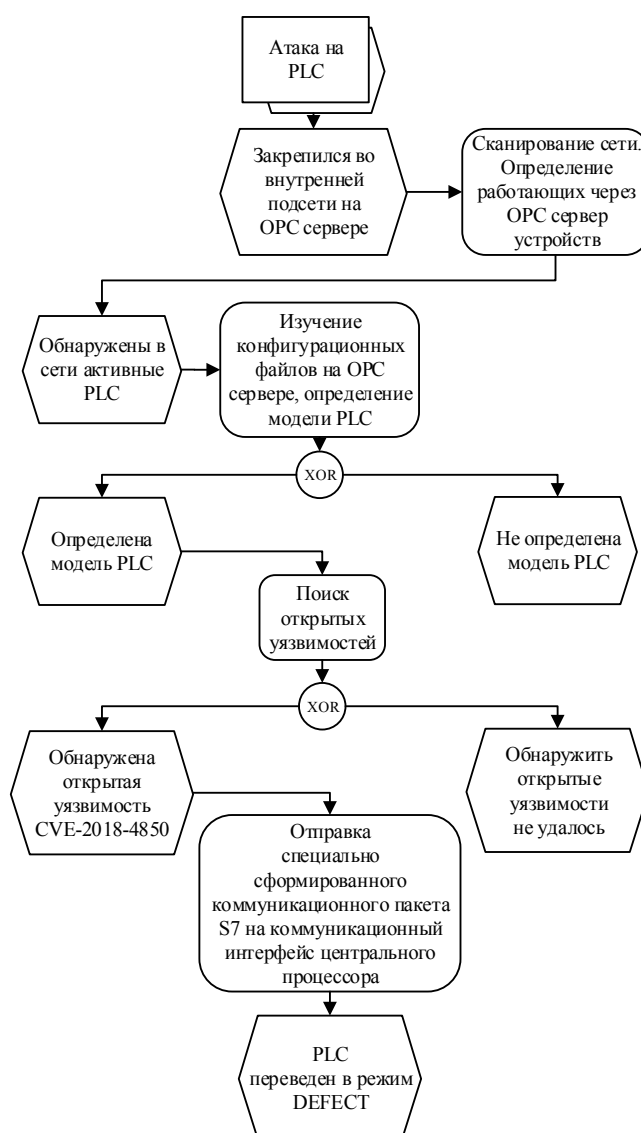 Атака на
PLC
Закрепился во
внутренней
подсети на
OPC сервере
Сканирование сети.
Определение
работающих через
OPC сервер
устройств
Обнаружены в
сети активные
PLC
Изучение
конфигурационных
файлов на OPC
сервере, определение
модели PLC
XOR
Определена
модель PLC
Не определена
модель PLC
Поиск
открытых
уязвимостей
XOR
Обнаружена
открытая
уязвимость
CVE-2018-4850
Обнаружить
открытые
уязвимости
не удалось
Отправка
специально
сформированного
коммуникационного пакета
S7 на коммуникационный
интерфейс центрального
процессора
PLC
переведен в режим
DEFECT